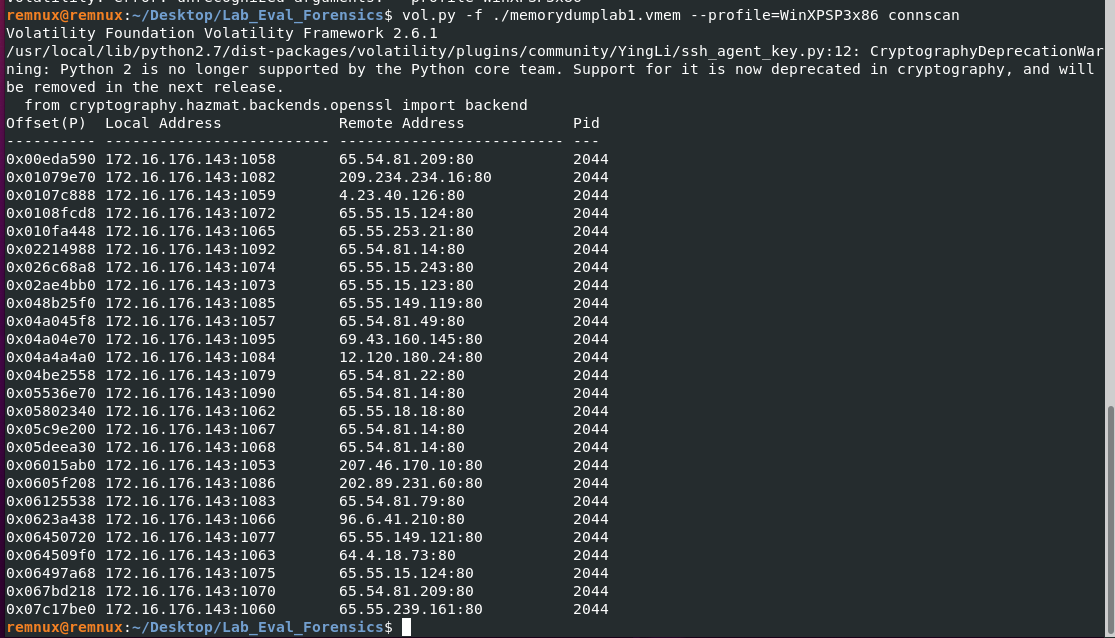 remnux@remnux:~/Desktop/Lab_Eval_Forensics$ vol.py -f ./memorydumplab1.vmem --profile=WinXPSP3x86 connscan
Volatility Foundation Volatility Framework 2.6.1
/usr/local/lib/python2.7/dist-packages/volatility/plugins/community/YingLi/ssh_agent_key.py:12: CryptographyDeprecationWar
ning: Python 2 is no longer supported by the Python core team. Support for it is now deprecated in cryptography, and will
be removed in the next release.
  from cryptography.hazmat.backends.openssl import backend
Offset(P)  Local Address             Remote Address            Pid
---------- ------------------------- ------------------------- ---
0x00eda590 172.16.176.143:1058       65.54.81.209:80           2044
0x01079e70 172.16.176.143:1082       209.234.234.16:80         2044
0x0107c888 172.16.176.143:1059       4.23.40.126:80            2044
0x0108fcd8 172.16.176.143:1072       65.55.15.124:80           2044
0x010fa448 172.16.176.143:1065       65.55.253.21:80           2044
0x02214988 172.16.176.143:1092       65.54.81.14:80            2044
0x026c68a8 172.16.176.143:1074       65.55.15.243:80           2044
0x02ae4bb0 172.16.176.143:1073       65.55.15.123:80           2044
0x048b25f0 172.16.176.143:1085       65.55.149.119:80          2044
0x04a045f8 172.16.176.143:1057       65.54.81.49:80            2044
0x04a04e70 172.16.176.143:1095       69.43.160.145:80          2044
0x04a4a4a0 172.16.176.143:1084       12.120.180.24:80          2044
0x04be2558 172.16.176.143:1079       65.54.81.22:80            2044
0x05536e70 172.16.176.143:1090       65.54.81.14:80            2044
0x05802340 172.16.176.143:1062       65.55.18.18:80            2044
0x05c9e200 172.16.176.143:1067       65.54.81.14:80            2044
0x05deea30 172.16.176.143:1068       65.54.81.14:80            2044
0x06015ab0 172.16.176.143:1053       207.46.170.10:80          2044
0x0605f208 172.16.176.143:1086       202.89.231.60:80          2044
0x06125538 172.16.176.143:1083       65.54.81.79:80            2044
0x0623a438 172.16.176.143:1066       96.6.41.210:80            2044
0x06450720 172.16.176.143:1077       65.55.149.121:80          2044
0x064509f0 172.16.176.143:1063       64.4.18.73:80             2044
0x06497a68 172.16.176.143:1075       65.55.15.124:80           2044
0x067bd218 172.16.176.143:1070       65.54.81.209:80           2044
0x07c17be0 172.16.176.143:1060       65.55.239.161:80          2044
remnux@remnux:~/Desktop/Lab_Eval_Forensics$